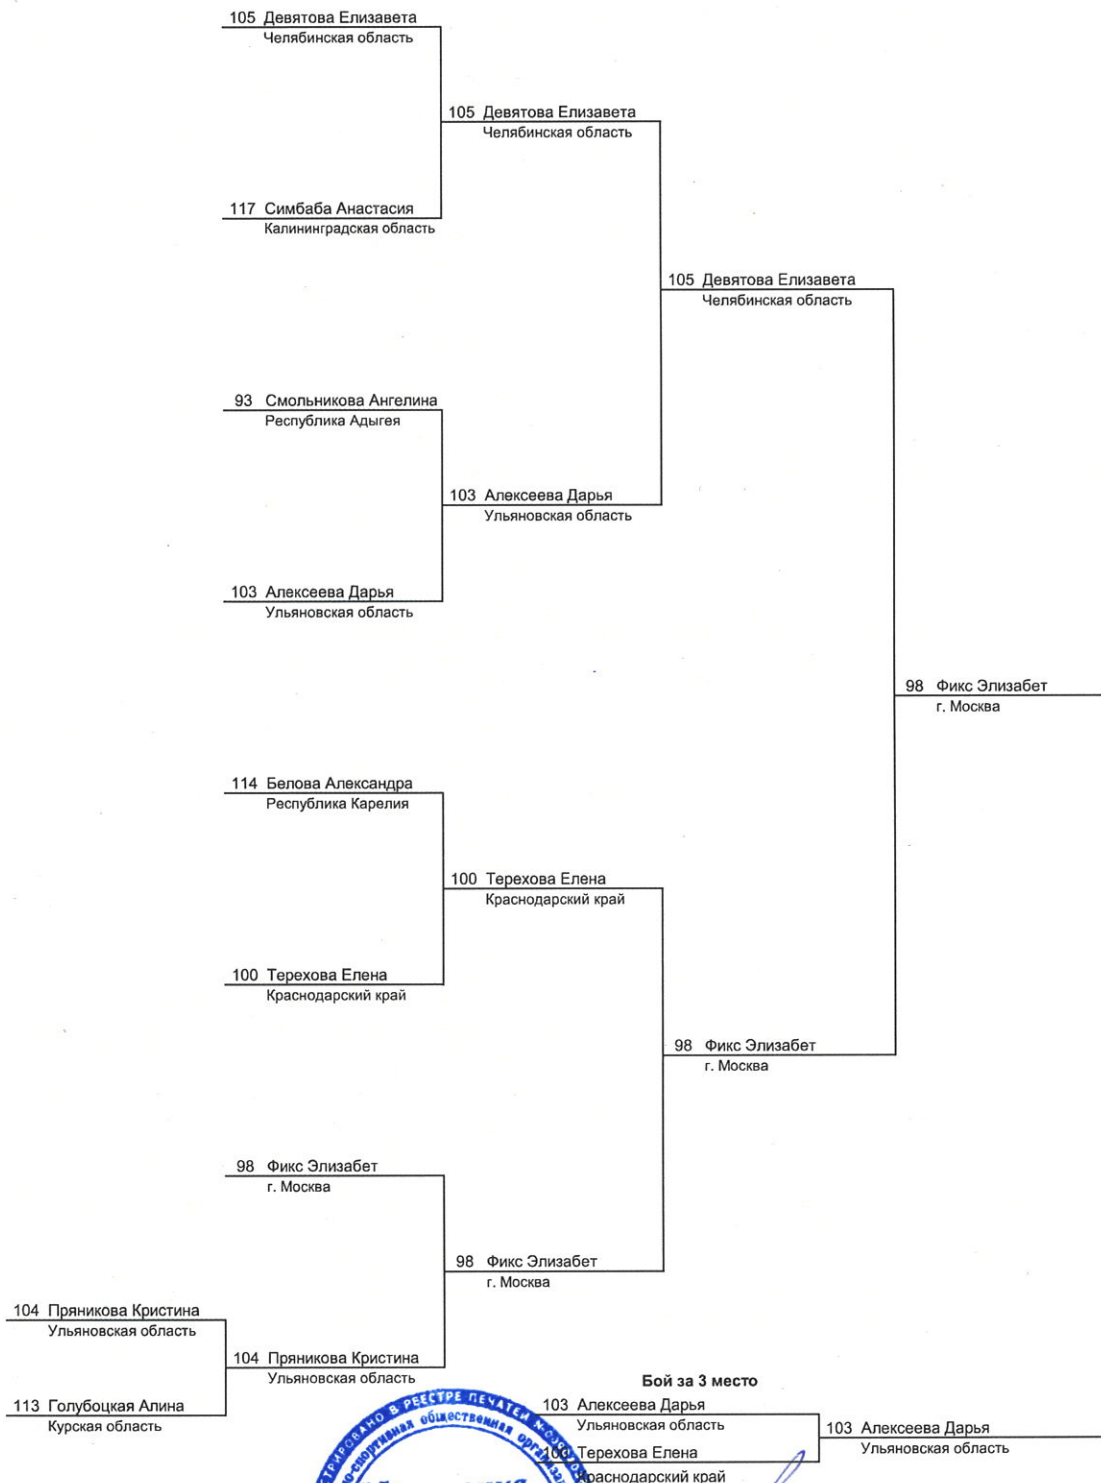 105 Девятова Елизавета
Челябинская область
105 Девятова Елизавета
Челябинская область
117 Симбаба Анастасия
Калининградская область
105 Девятова Елизавета
Челябинская область
93 Смольникова Ангелина
Республика Адыгея
103 Алексеева Дарья
Ульяновская область
103 Алексеева Дарья
Ульяновская область
98 Фикс Элизабет
г. Москва
114 Белова Александра
Республика Карелия
100 Терехова Елена
Краснодарский край
100 Терехова Елена
Краснодарский край
98 Фикс Элизабет
г. Москва
98 Фикс Элизабет
г. Москва
98 Фикс Элизабет
г. Москва
104 Пряникова Кристина
Ульяновская область
104 Пряникова Кристина
Ульяновская область
113 Голубоцкая Алина
Курская область
Бой за 3 место
103 Алексеева Дарья
Ульяновская область
103 Алексеева Дарья
Ульяновская область
100 Терехова Елена
Краснодарский край
В РЕЕСТРЕ ПЕЧАТЕЙ
общественная